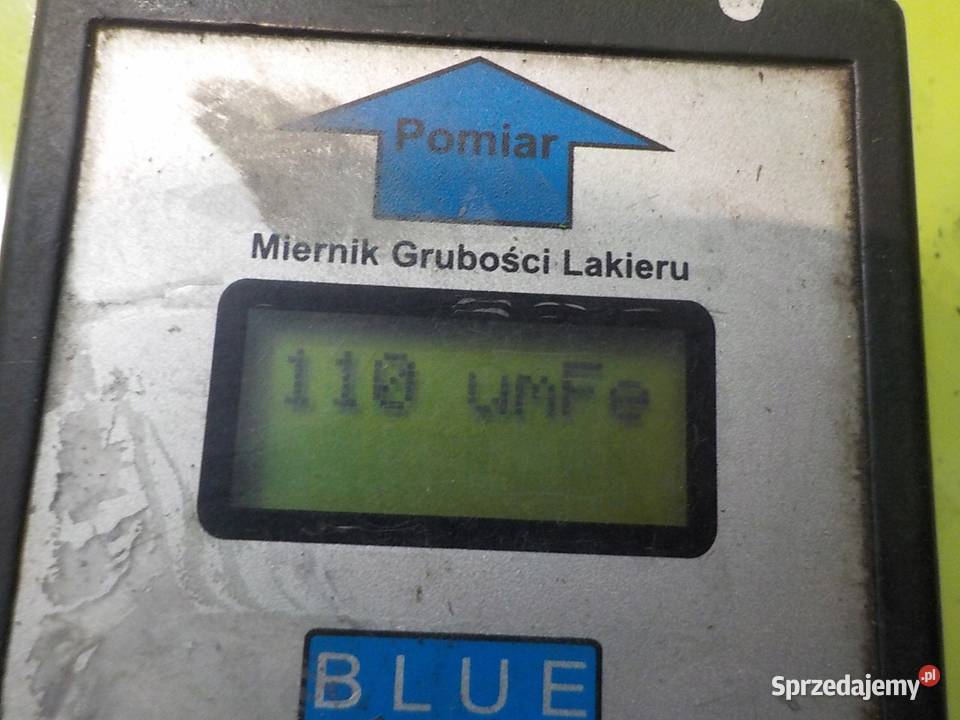 Pomiar
Miernik Grubości Lakieru
110 umFe
BLUE
Sprzedajemy.pl